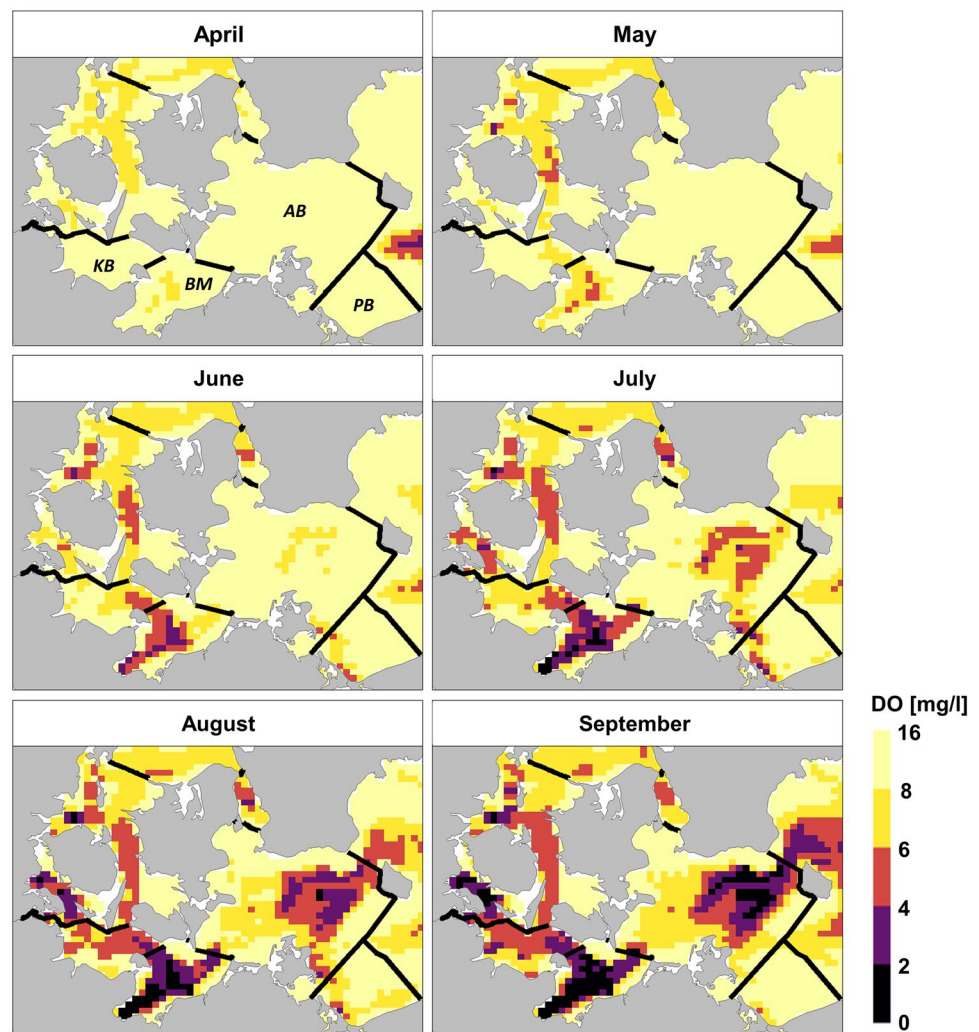 April
May
AB
KB
BM
PB
June
July
August
September
DO [mg/l]
16
8
6
4
2
0